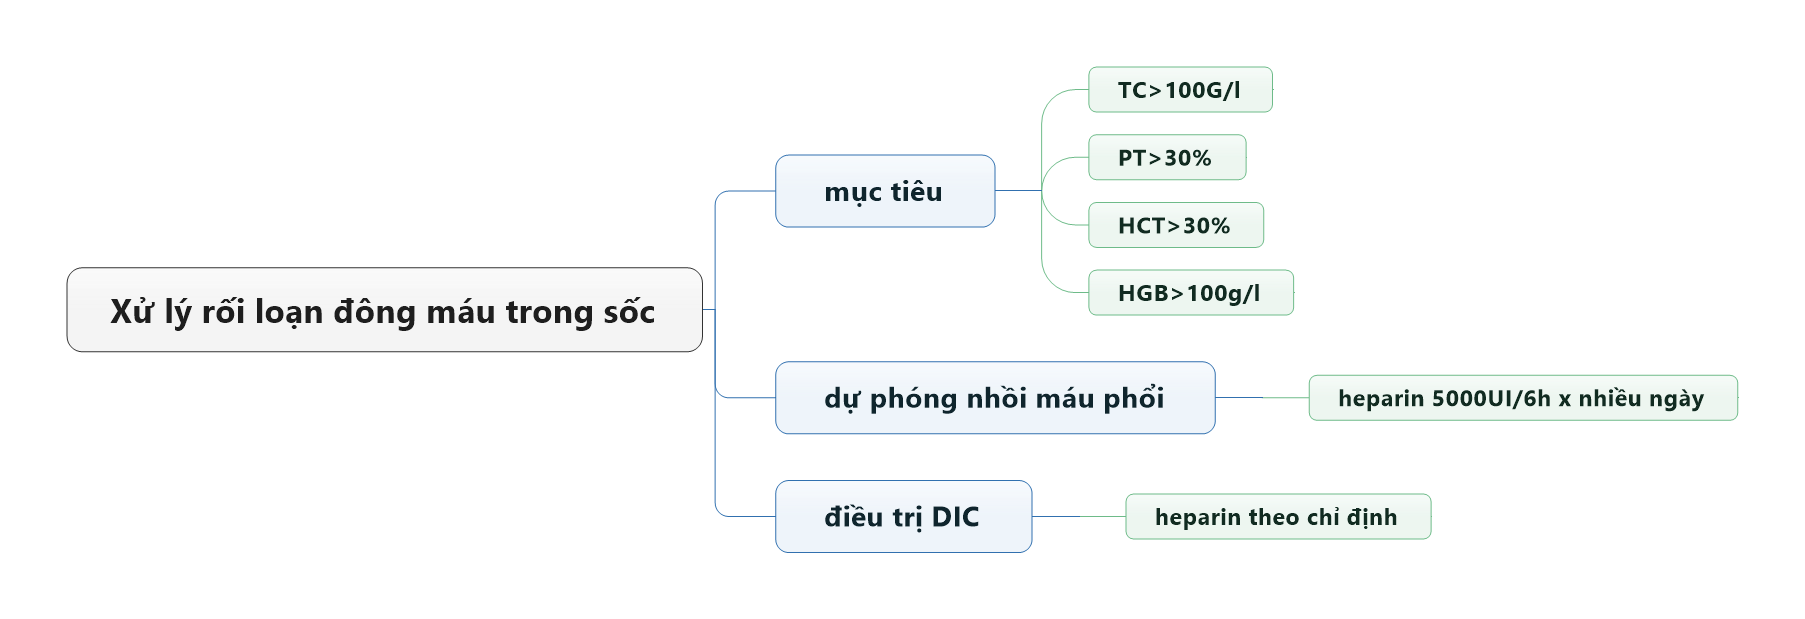 Xử lý rối loạn đông máu trong sốc
mục tiêu
TC>100G/l
PT>30%
HCT>30%
HGB>100g/l
dự phóng nhồi máu phổi
heparin 5000UI/6h x nhiều ngày
điều trị DIC
heparin theo chỉ định